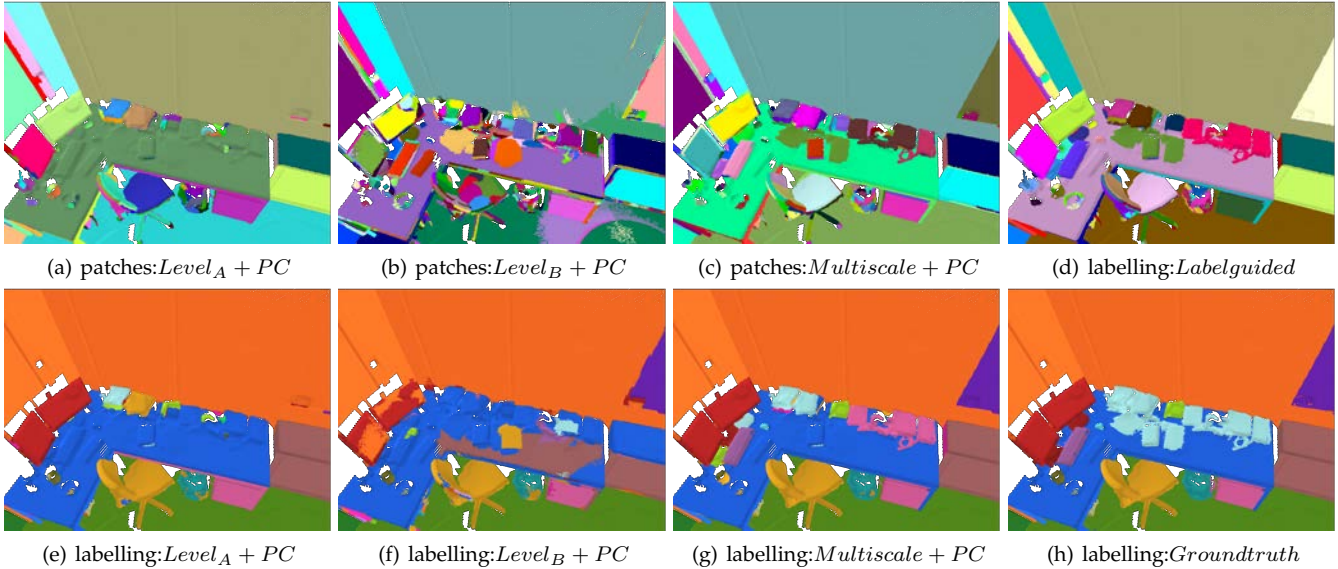 (a) patches:Level_A + PC
(b) patches:Level_B + PC
(c) patches:Multiscale + PC
(d) labelling:Labelguided
(e) labelling:Level_A + PC
(f) labelling:Level_B + PC
(g) labelling:Multiscale + PC
(h) labelling:Groundtruth